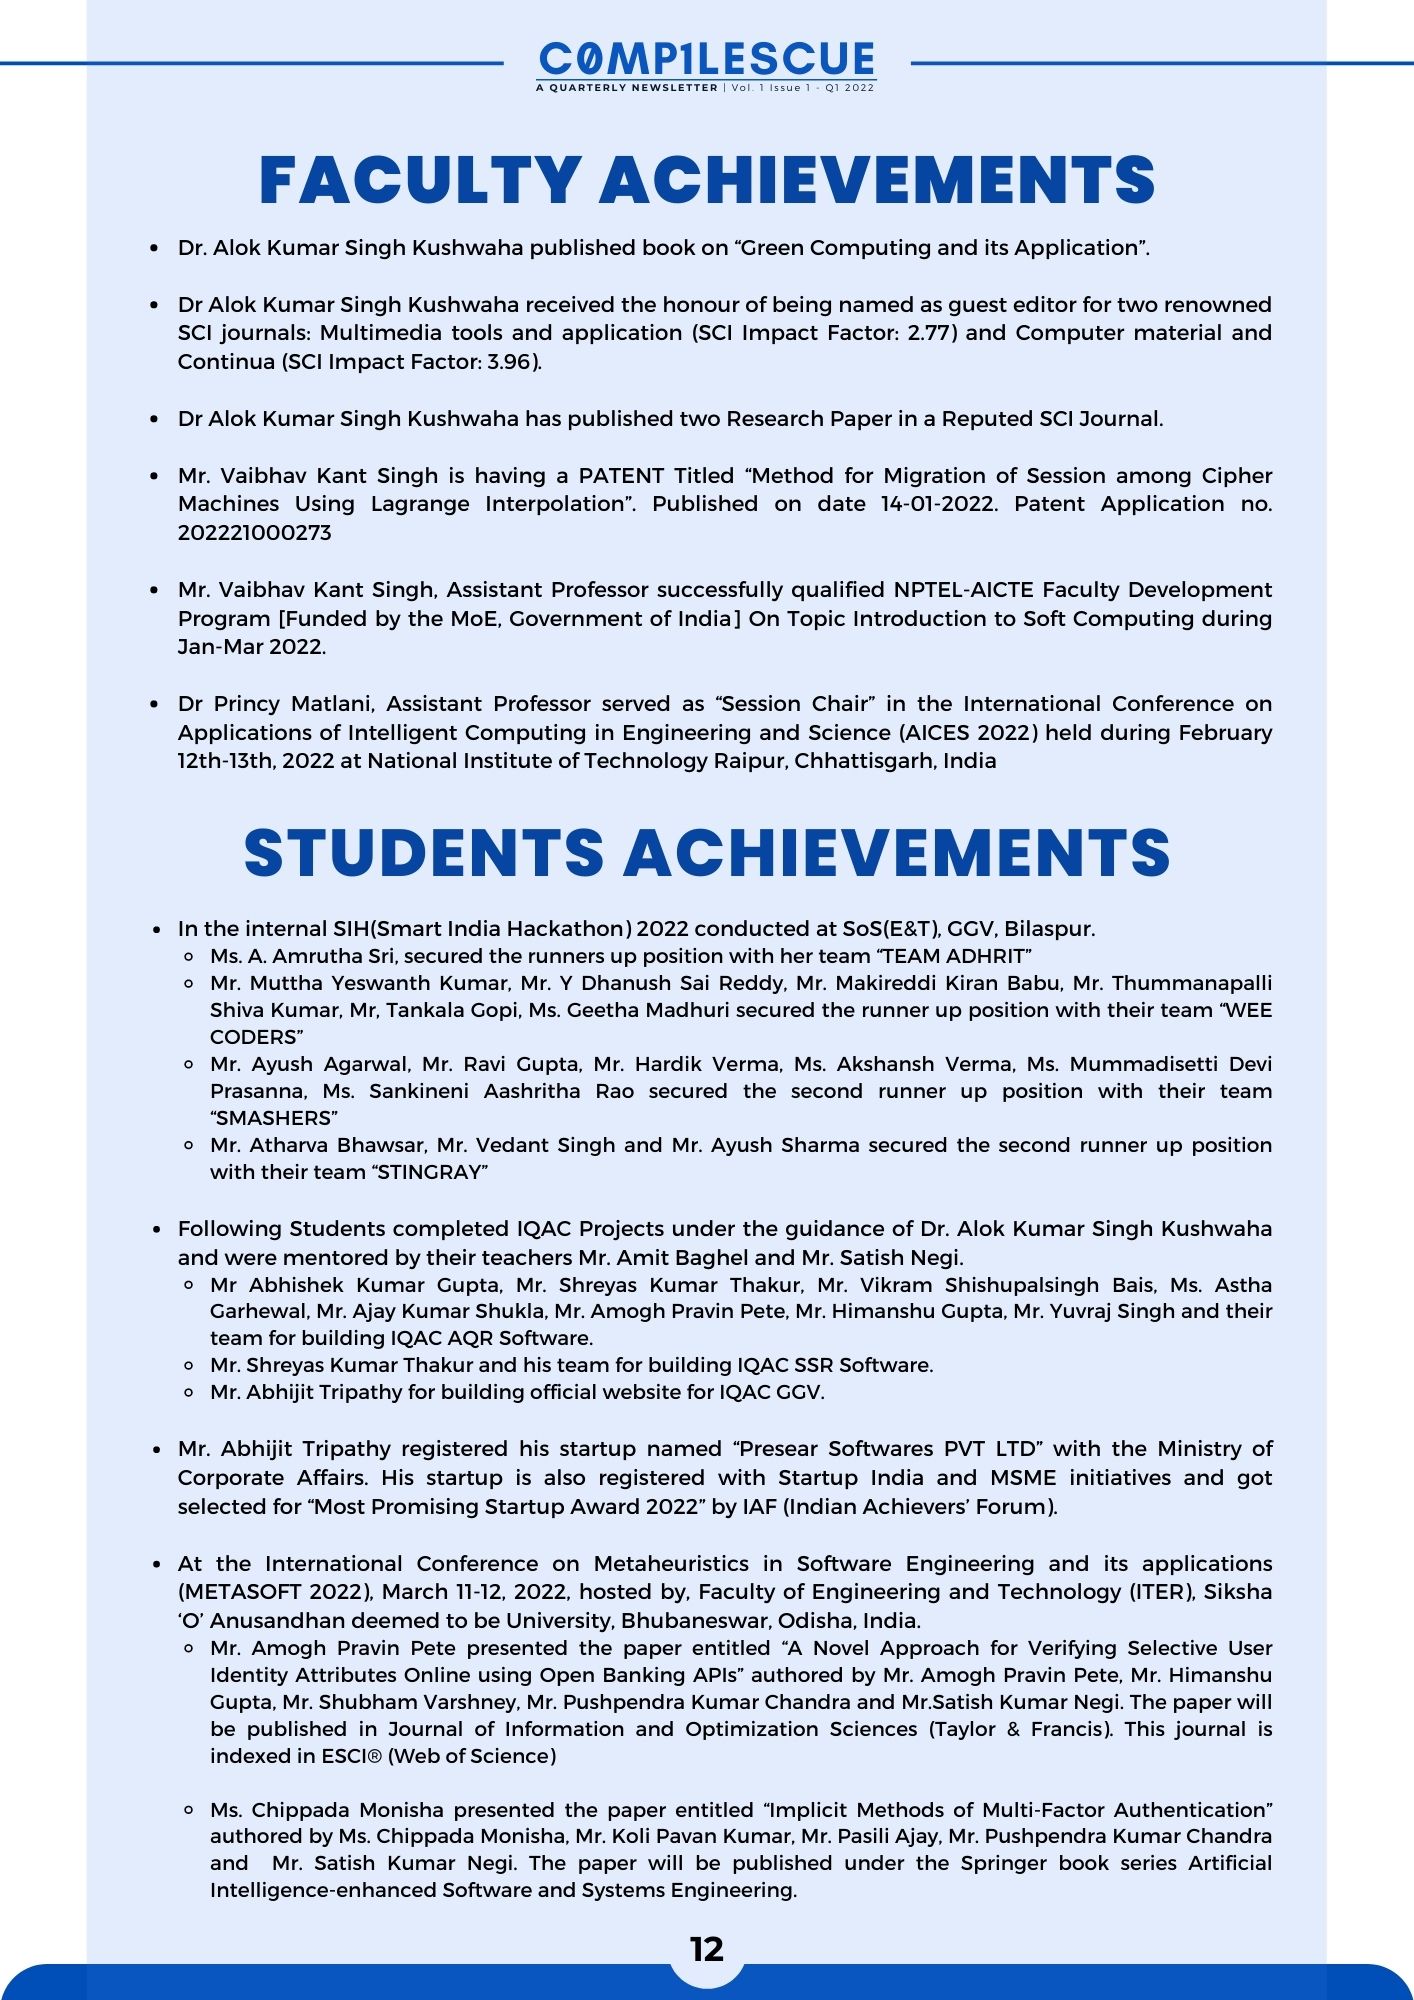 C0MP1LESCUE
A QUARTERLY NEWSLETTER | Vol. 1 Issue 1 - Q1 2022
FACULTY ACHIEVEMENTS
• Dr. Alok Kumar Singh Kushwaha published book on “Green Computing and its Application”.
• Dr Alok Kumar Singh Kushwaha received the honour of being named as guest editor for two renowned
SCI journals: Multimedia tools and application (SCI Impact Factor: 2.77) and Computer material and
Continua (SCI Impact Factor: 3.96).
• Dr Alok Kumar Singh Kushwaha has published two Research Paper in a Reputed SCI Journal.
• Mr. Vaibhav Kant Singh is having a PATENT Titled “Method for Migration of Session among Cipher
Machines Using Lagrange Interpolation”. Published on date 14-01-2022. Patent Application no.
202221000273
• Mr. Vaibhav Kant Singh, Assistant Professor successfully qualified NPTEL-AICTE Faculty Development
Program [Funded by the MoE, Government of India] On Topic Introduction to Soft Computing during
Jan-Mar 2022.
• Dr Princy Matlani, Assistant Professor served as “Session Chair” in the International Conference on
Applications of Intelligent Computing in Engineering and Science (AICES 2022) held during February
12th-13th, 2022 at National Institute of Technology Raipur, Chhattisgarh, India
STUDENTS ACHIEVEMENTS
• In the internal SIH(Smart India Hackathon) 2022 conducted at SoS(E&T), GGV, Bilaspur.
◦ Ms. A. Amrutha Sri, secured the runners up position with her team “TEAM ADHRIT”
◦ Mr. Muttha Yeswanth Kumar, Mr. Y Dhanush Sai Reddy, Mr. Makireddi Kiran Babu, Mr. Thummanapalli
Shiva Kumar, Mr, Tankala Gopi, Ms. Geetha Madhuri secured the runner up position with their team “WEE
CODERS”
◦ Mr. Ayush Agarwal, Mr. Ravi Gupta, Mr. Hardik Verma, Ms. Akshansh Verma, Ms. Mummadisetti Devi
Prasanna, Ms. Sankineni Aashritha Rao secured the second runner up position with their team
“SMASHERS”
◦ Mr. Atharva Bhawsar, Mr. Vedant Singh and Mr. Ayush Sharma secured the second runner up position
with their team “STINGRAY”
• Following Students completed IQAC Projects under the guidance of Dr. Alok Kumar Singh Kushwaha
and were mentored by their teachers Mr. Amit Baghel and Mr. Satish Negi.
◦ Mr Abhishek Kumar Gupta, Mr. Shreyas Kumar Thakur, Mr. Vikram Shishupalsingh Bais, Ms. Astha
Garhewal, Mr. Ajay Kumar Shukla, Mr. Amogh Pravin Pete, Mr. Himanshu Gupta, Mr. Yuvraj Singh and their
team for building IQAC AQR Software.
◦ Mr. Shreyas Kumar Thakur and his team for building IQAC SSR Software.
◦ Mr. Abhijit Tripathy for building official website for IQAC GGV.
• Mr. Abhijit Tripathy registered his startup named “Presear Softwares PVT LTD” with the Ministry of
Corporate Affairs. His startup is also registered with Startup India and MSME initiatives and got
selected for “Most Promising Startup Award 2022” by IAF (Indian Achievers’ Forum).
• At the International Conference on Metaheuristics in Software Engineering and its applications
(METASOFT 2022), March 11-12, 2022, hosted by, Faculty of Engineering and Technology (ITER), Siksha
‘O’ Anusandhan deemed to be University, Bhubaneswar, Odisha, India.
◦ Mr. Amogh Pravin Pete presented the paper entitled “A Novel Approach for Verifying Selective User
Identity Attributes Online using Open Banking APIs” authored by Mr. Amogh Pravin Pete, Mr. Himanshu
Gupta, Mr. Shubham Varshney, Mr. Pushpendra Kumar Chandra and Mr.Satish Kumar Negi. The paper will
be published in Journal of Information and Optimization Sciences (Taylor & Francis). This journal is
indexed in ESCI® (Web of Science)
◦ Ms. Chippada Monisha presented the paper entitled “Implicit Methods of Multi-Factor Authentication”
authored by Ms. Chippada Monisha, Mr. Koli Pavan Kumar, Mr. Pasili Ajay, Mr. Pushpendra Kumar Chandra
and Mr. Satish Kumar Negi. The paper will be published under the Springer book series Artificial
Intelligence-enhanced Software and Systems Engineering.
12